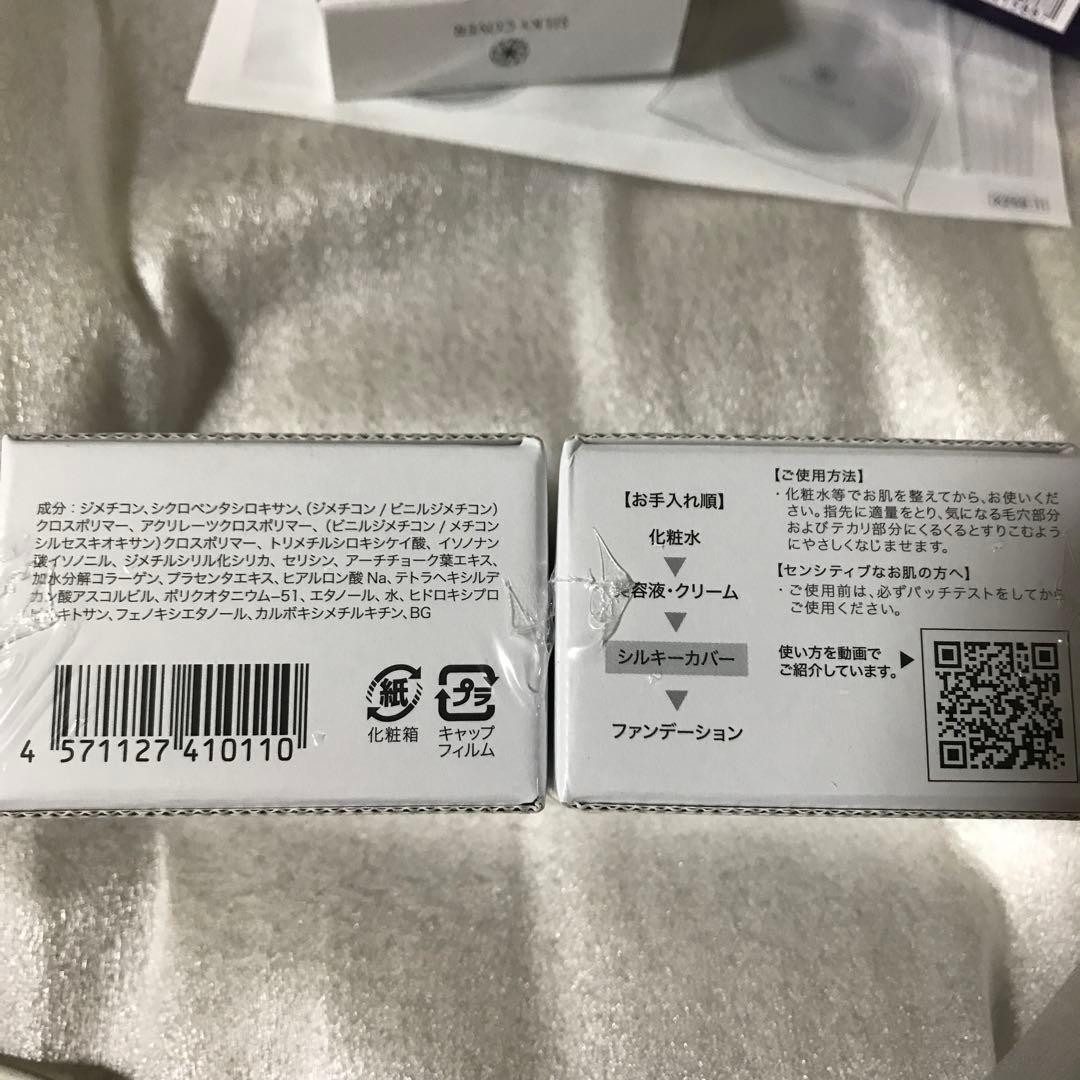 SILKY COVER
成分：ジメチコン、シクロペンタシロキサン、(ジメチコン / ビニルジメチコン)
クロスポリマー、アクリレーツクロスポリマー、(ビニルジメチコン / メチコン
シルセスキオキサン)クロスポリマー、トリメチルシロキシケイ酸、イソノナン
酸イソノニル、ジメチルシリル化シリカ、セリシン、アーチチョーク葉エキス、
加水分解コラーゲン、プラセンタエキス、ヒアルロン酸 Na、テトラヘキシルデ
カン酸アスコルビル、ポリクオタニウム-51、エタノール、水、ヒドロキシプロ
ピルキトサン、フェノキシエタノール、カルボキシメチルキチン、BG
4 571127 410110
紙
化粧箱
プラ
キャップ
フィルム
【お手入れ順】
化粧水
美容液・クリーム
シルキーカバー
ファンデーション
【ご使用方法】
・化粧水等でお肌を整えてから、お使いくだ
さい。指先に適量をとり、気になる毛穴部分
およびテカリ部分にくるくるとすりこむよう
にやさしくなじませます。
【センシティブなお肌の方へ】
・ご使用前は、必ずパッチテストをしてから
ご使用ください。
使い方を動画で
ご紹介しています。